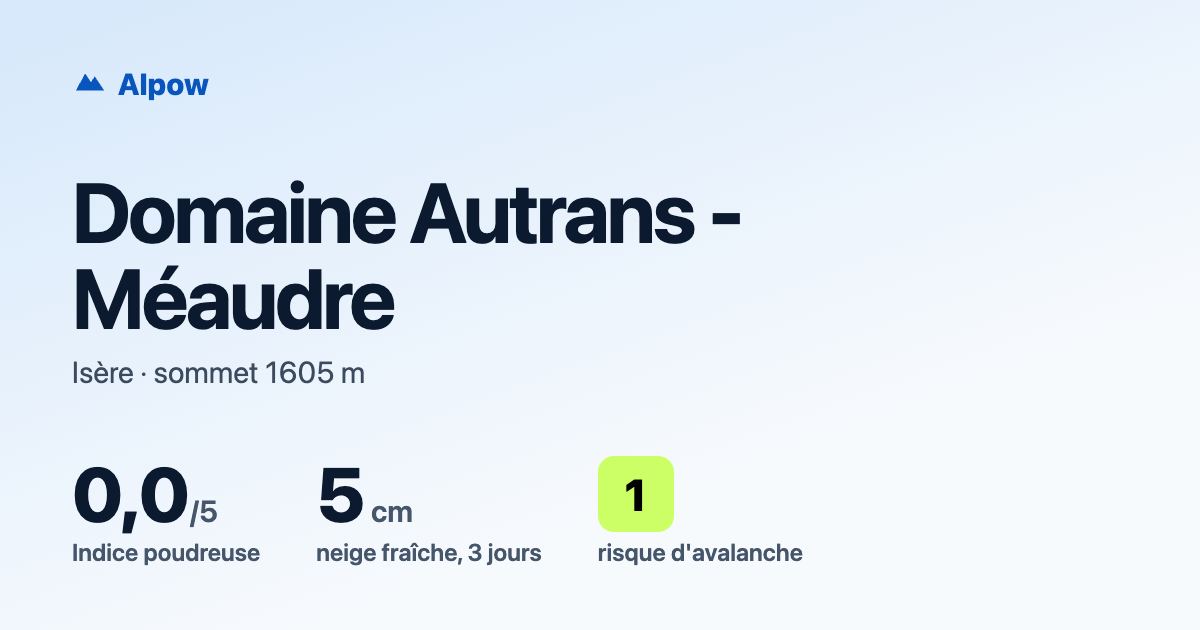 Alpow
Domaine Autrans -
Méaudre
Isère · sommet 1605 m
0,0/5
Indice poudreuse
5 cm
neige fraîche, 3 jours
1
risque d'avalanche